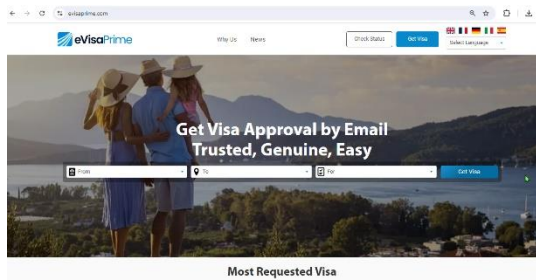 evisaprime.com
eVisaPrime
Why Us News
Check Status
Get Visa
Select Language
Get Visa Approval by Email
Trusted, Genuine, Easy
From
To
For
Get Visa
Most Requested Visa